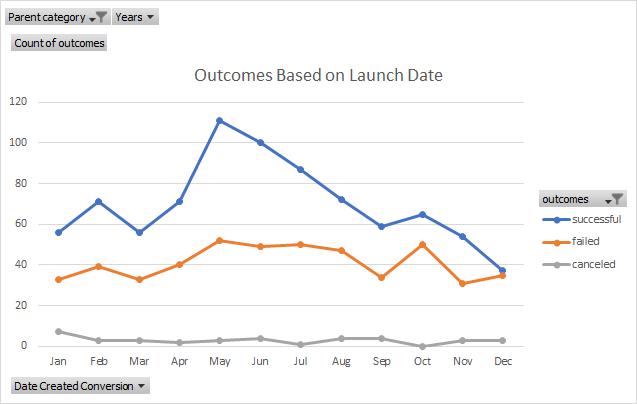 Parent category Years
Count of outcomes
Outcomes Based on Launch Date
120
100
80
60
40
20
0
Jan Feb Mar Apr May Jun Jul Aug Sep Oct Nov Dec
outcomes
successful
failed
canceled
Date Created Conversion